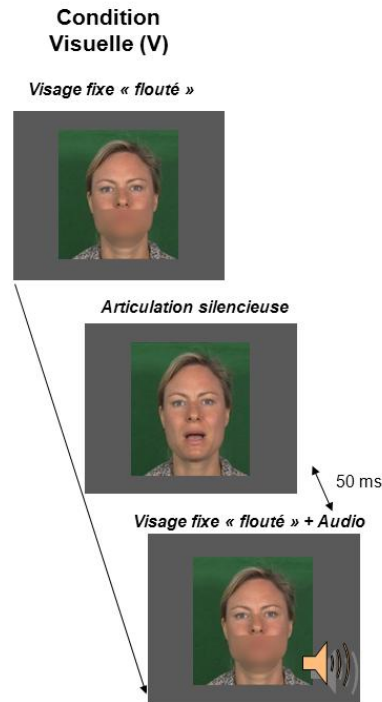 Condition
Visuelle (V)
Visage fixe « flouté »
Articulation silencieuse
50 ms
Visage fixe « flouté » + Audio